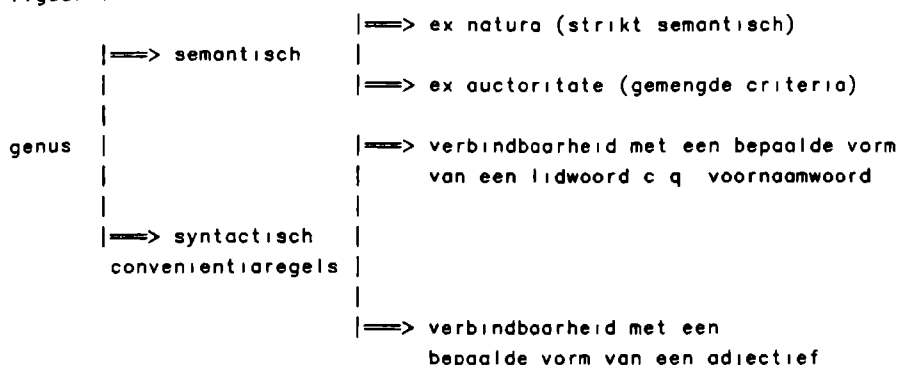 |==> ex natura (strikt semantisch)
|==> semantisch
|==> ex auctoritate (gemengde criteria)
genus |==> verbindbaarheid met een bepaalde vorm
van een lidwoord c q voornaamwoord
|==> syntactisch
convenientiaregels
|==> verbindbaarheid met een
bepaalde vorm van een adjectief